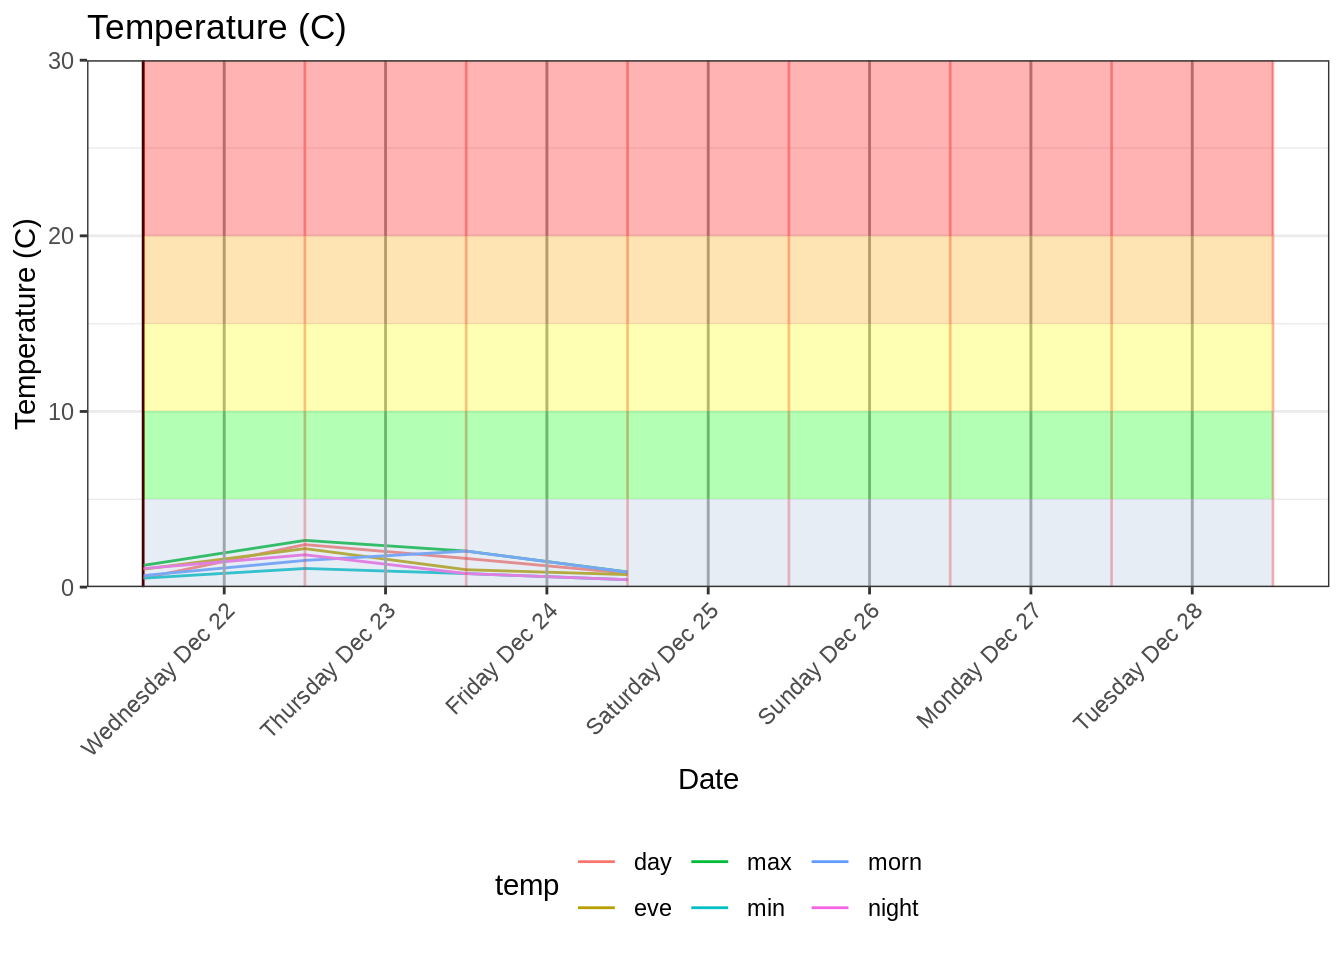 Temperature (C)
Temperature (C)
30
20
10
0
Wednesday Dec 22
Thursday Dec 23
Friday Dec 24
Saturday Dec 25
Sunday Dec 26
Monday Dec 27
Tuesday Dec 28
Date
temp
day max morn
eve min night